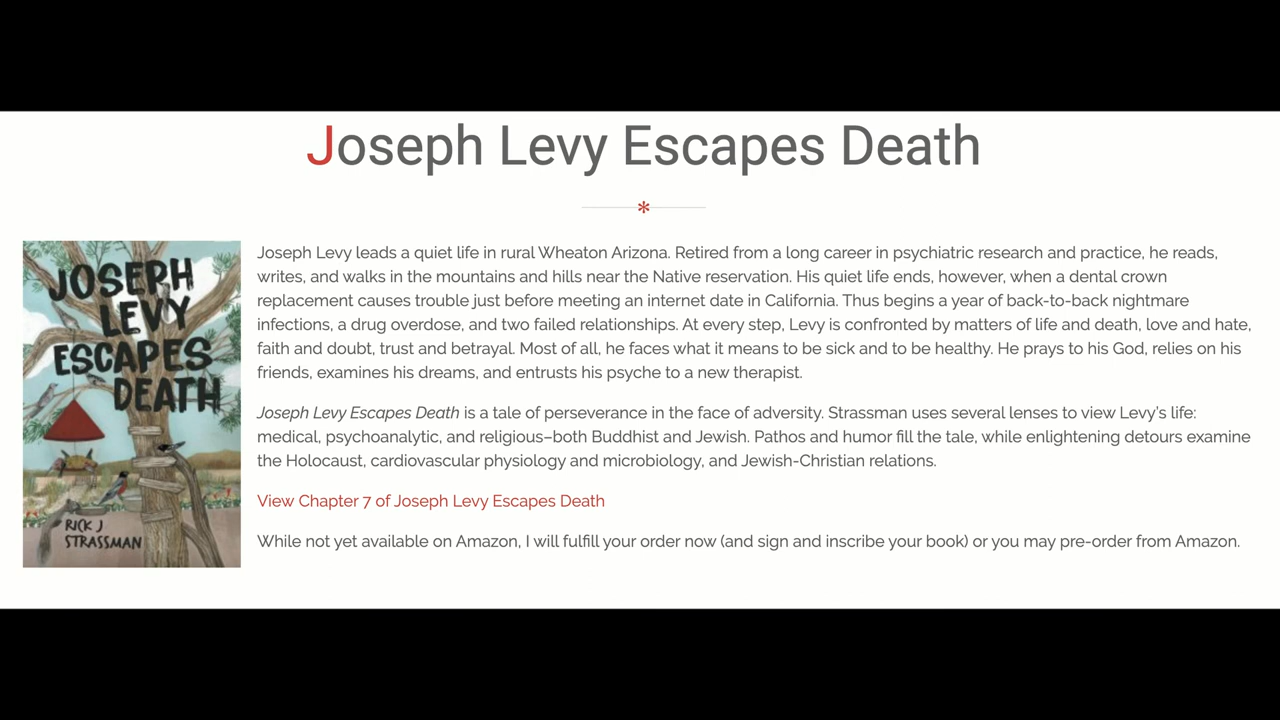 Joseph Levy Escapes Death
JOSEPH
LEVY
ESCAPES
DEATH
RICK J
STRASSMAN
Joseph Levy leads a quiet life in rural Wheaton Arizona. Retired from a long career in psychiatric research and practice, he reads,
writes, and walks in the mountains and hills near the Native reservation. His quiet life ends, however, when a dental crown
replacement causes trouble just before meeting an internet date in California. Thus begins a year of back-to-back nightmare
infections, a drug overdose, and two failed relationships. At every step, Levy is confronted by matters of life and death, love and hate,
faith and doubt, trust and betrayal. Most of all, he faces what it means to be sick and to be healthy. He prays to his God, relies on his
friends, examines his dreams, and entrusts his psyche to a new therapist.
Joseph Levy Escapes Death is a tale of perseverance in the face of adversity. Strassman uses several lenses to view Levy's life:
medical, psychoanalytic, and religious–both Buddhist and Jewish. Pathos and humor fill the tale, while enlightening detours examine
the Holocaust, cardiovascular physiology and microbiology, and Jewish-Christian relations.
View Chapter 7 of Joseph Levy Escapes Death
While not yet available on Amazon, I will fulfill your order now (and sign and inscribe your book) or you may pre-order from Amazon.